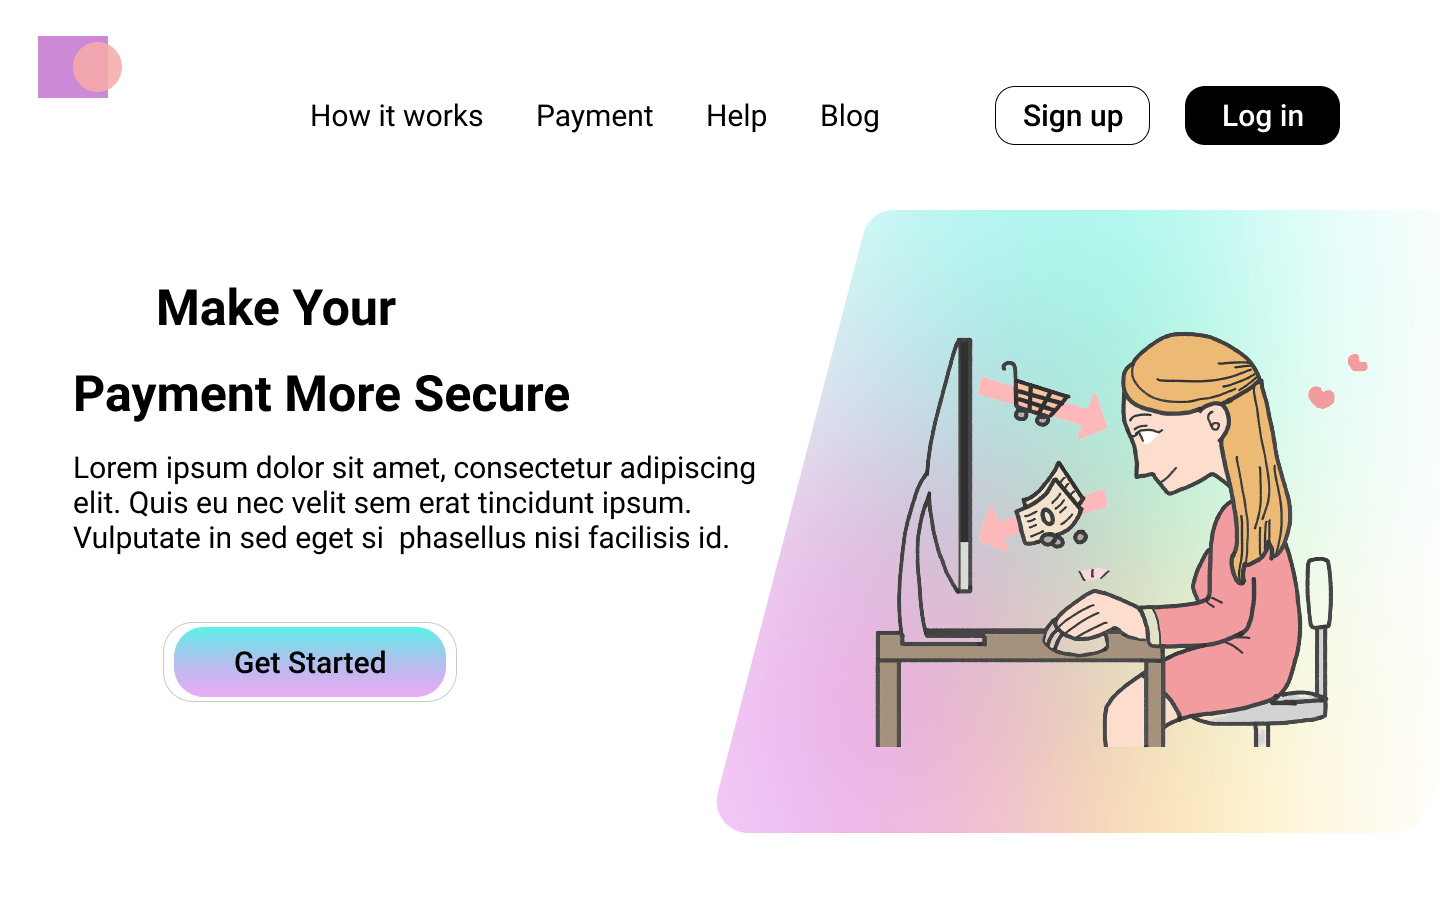 How it works Payment Help Blog Sign up Log in
Make Your
Payment More Secure
Lorem ipsum dolor sit amet, consectetur adipiscing
elit. Quis eu nec velit sem erat tincidunt ipsum.
Vulputate in sed eget si  phasellus nisi facilisis id.
Get Started